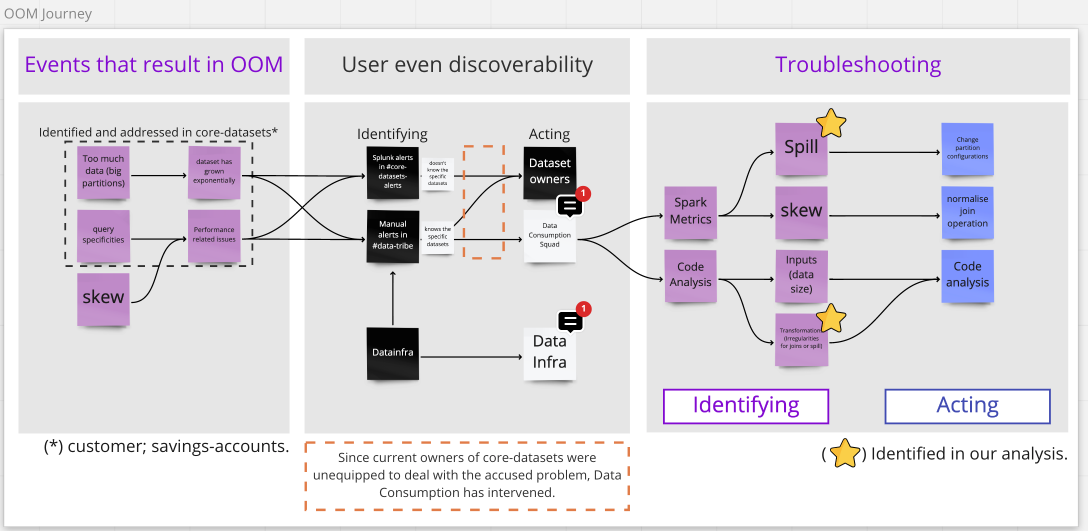 OOM Journey
Events that result in OOM
User even discoverability
Troubleshooting
Identified and addressed in core-datasets*
Too much
data (big
partitions)
dataset has
grown
exponentially
query
specificities
Performance
related issues
skew
Identifying
Acting
Splunk alerts
in #core-
datasets-
alerts
doesn't
know the
specific
datasets
Dataset
owners
1
Manual
alerts in
#data-tribe
knows the
specific
datasets
Data
Consumption
Squad
Datainfra
1
Data
Infra
Spark
Metrics
Code
Analysis
Spill
skew
Inputs
(data
size)
Transformations
(Irregularities
for joins or spill)
Change
partition
configurations
normalise
join
operation
Code
analysis
Identifying
Acting
(*) customer; savings-accounts.
Since current owners of core-datasets were
unequipped to deal with the accused problem, Data
Consumption has intervened.
( ) Identified in our analysis.